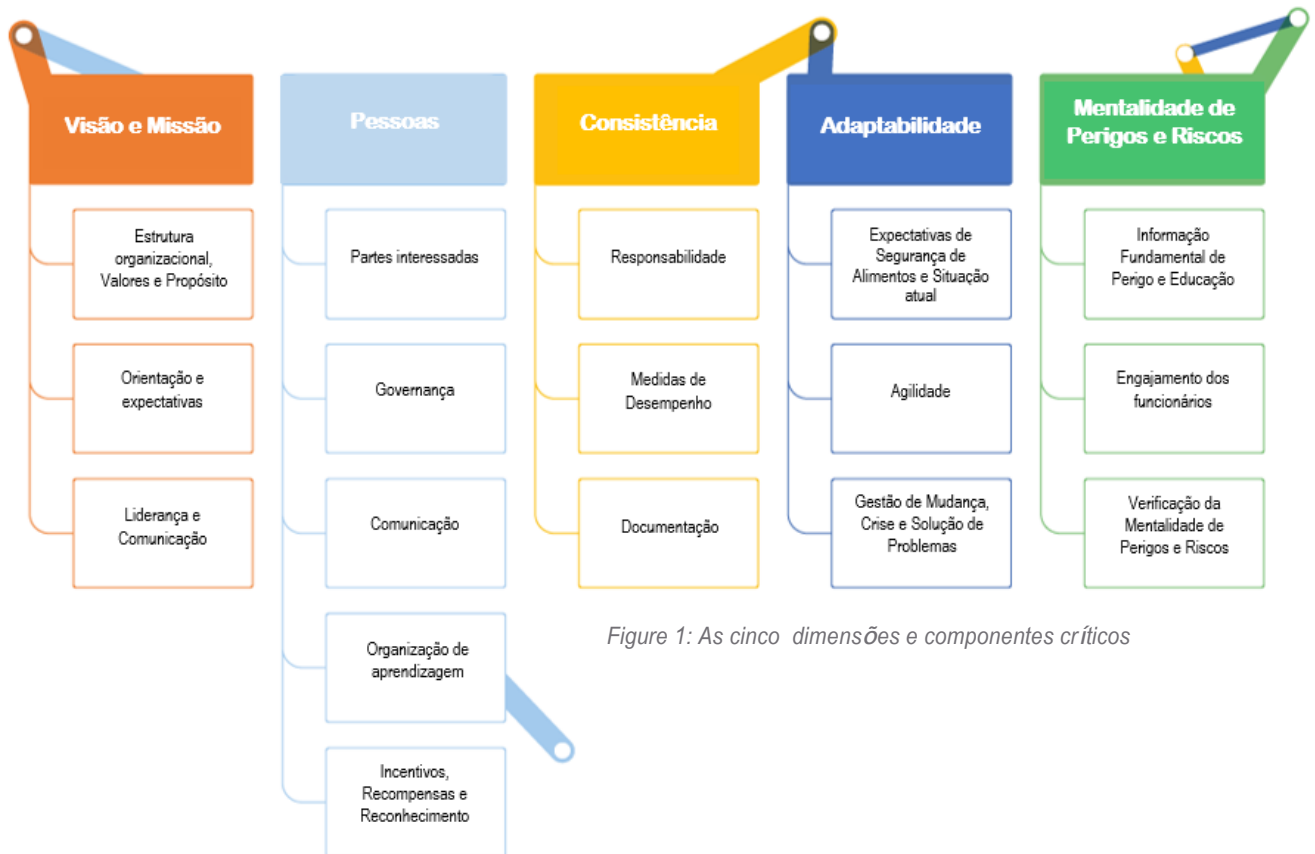 Visão e Missão
Estrutura
organizacional,
Valores e Propósito
Orientação e
expectativas
Liderança e
Comunicação
Pessoas
Partes interessadas
Governança
Comunicação
Organização de
aprendizagem
Incentivos,
Recompensas e
Reconhecimento
Consistência
Responsabilidade
Medidas de
Desempenho
Documentação
Adaptabilidade
Expectativas de
Segurança de
Alimentos e Situação
atual
Agilidade
Gestão de Mudança,
Crise e Solução de
Problemas
Mentalidade de
Perigos e Riscos
Informação
Fundamental de
Perigo e Educação
Engajamento dos
funcionários
Verificação da
Mentalidade de
Perigos e Riscos
Figure 1: As cinco dimensões e componentes críticos